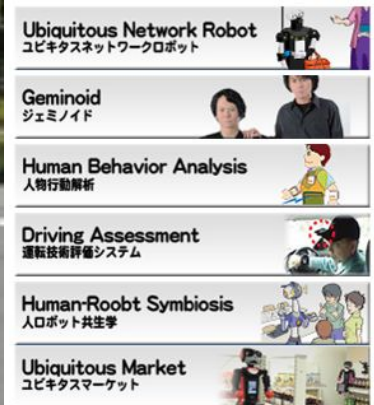 Ubiquitous Network Robot
ユビキタスネットワークロボット
Geminoid
ジェミノイド
Human Behavior Analysis
人物行動解析
Driving Assessment
運転技術評価システム
Human-Roobt Symbiosis
人ロボット共生学
Ubiquitous Market
ユビキタスマーケット